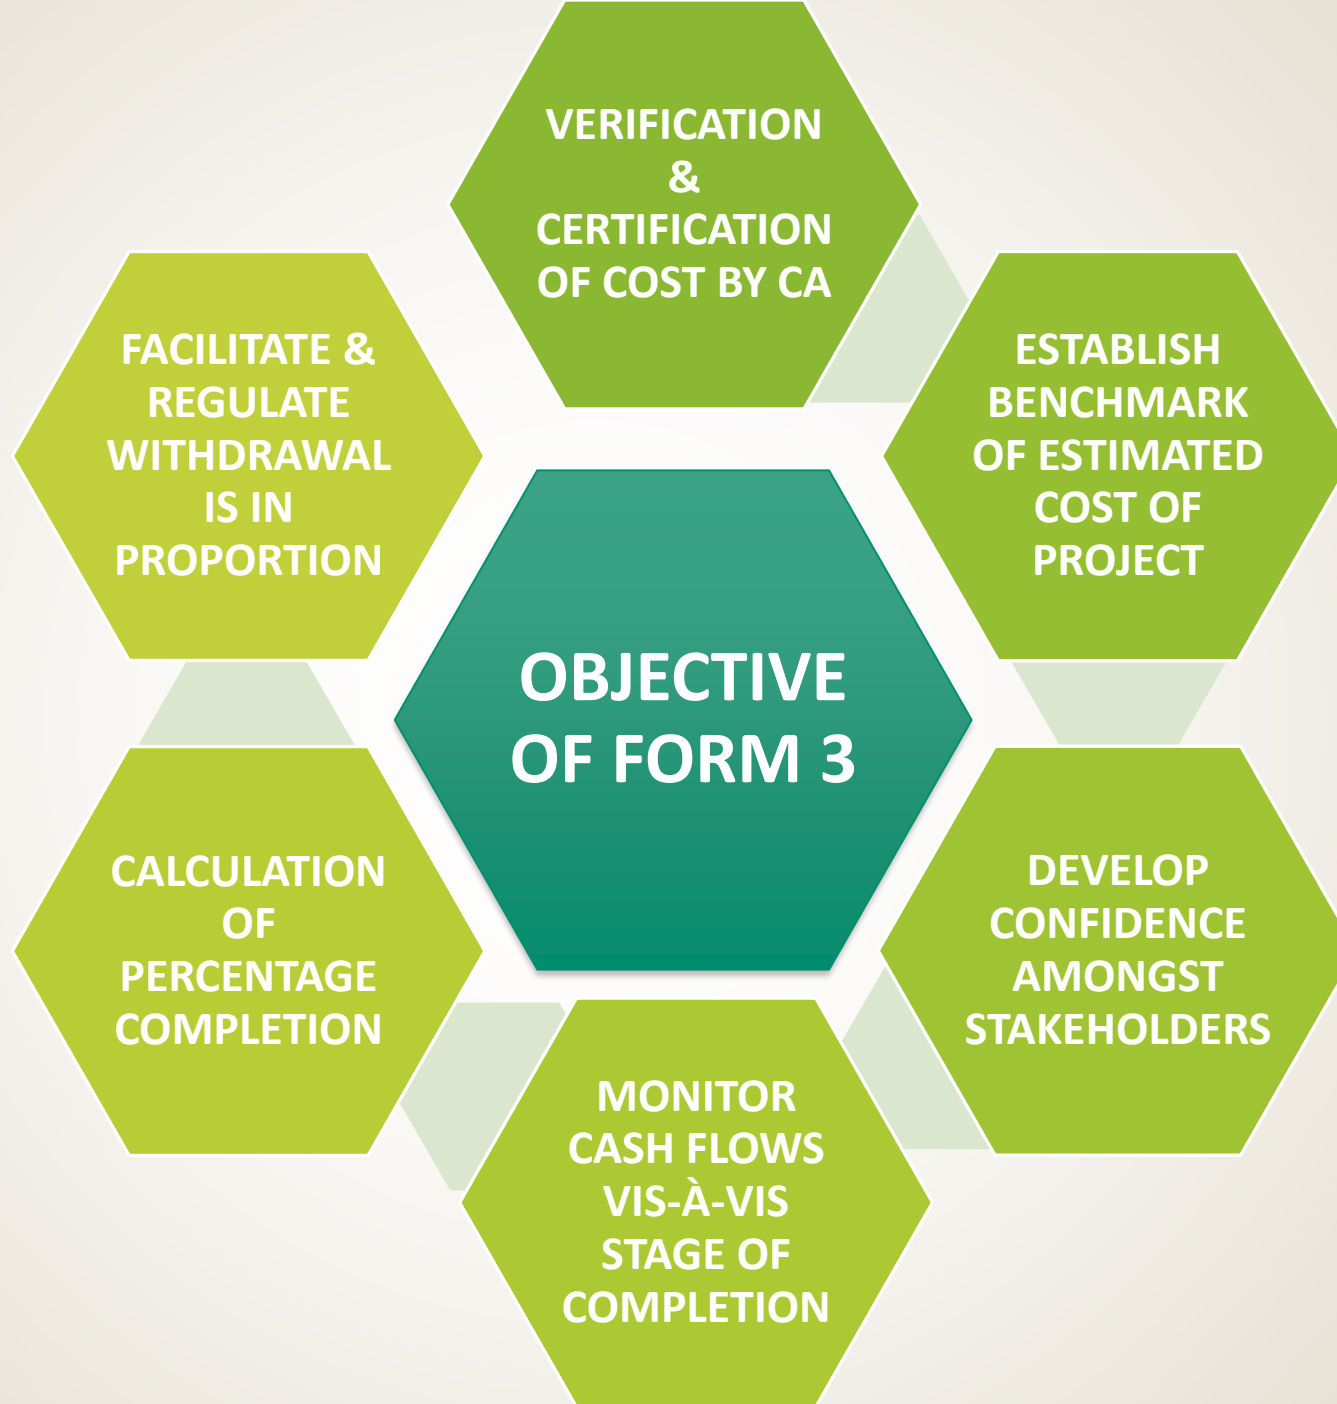 VERIFICATION
&
CERTIFICATION
OF COST BY CA
ESTABLISH
BENCHMARK
OF ESTIMATED
COST OF
PROJECT
DEVELOP
CONFIDENCE
AMONGST
STAKEHOLDERS
MONITOR
CASH FLOWS
VIS-À-VIS
STAGE OF
COMPLETION
CALCULATION
OF
PERCENTAGE
COMPLETION
FACILITATE &
REGULATE
WITHDRAWAL
IS IN
PROPORTION
OBJECTIVE
OF FORM 3